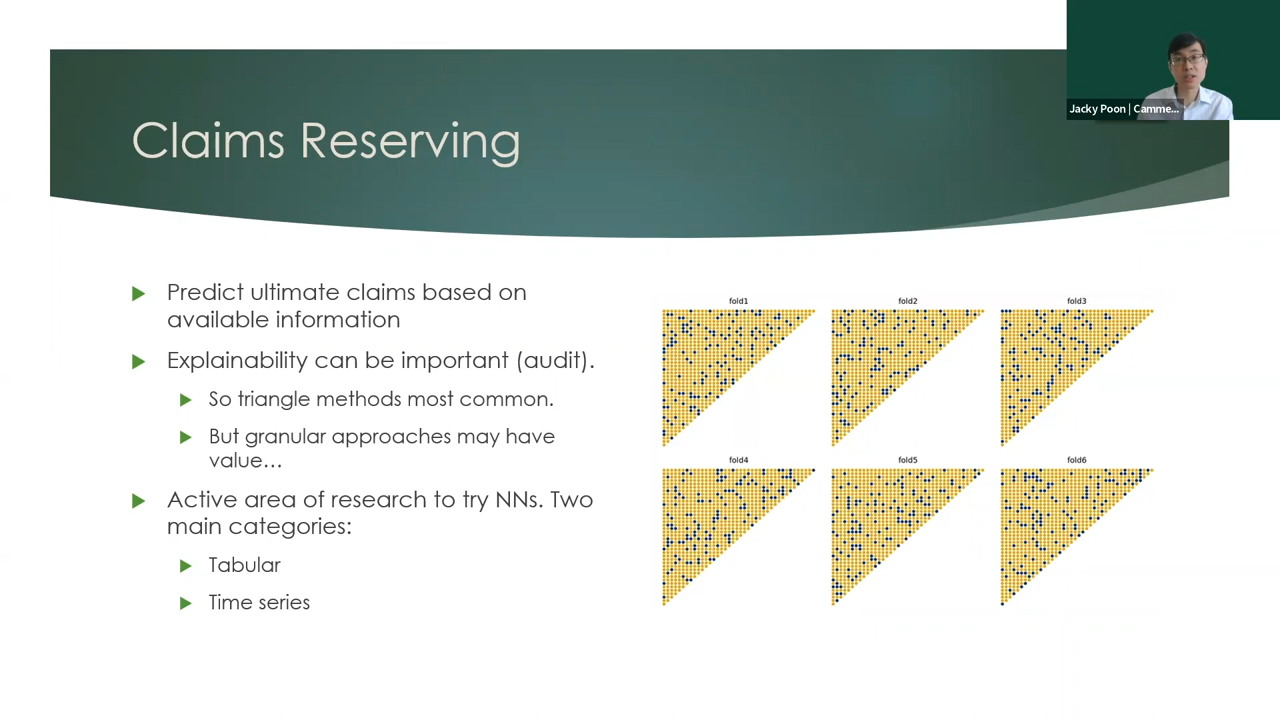 Jacky Poon | Camme...
Claims Reserving
Predict ultimate claims based on
available information
Explainability can be important (audit).
So triangle methods most common.
But granular approaches may have
value...
Active area of research to try NNs. Two
main categories:
Tabular
Time series
fold1
fold2
fold3
fold4
fold5
fold6